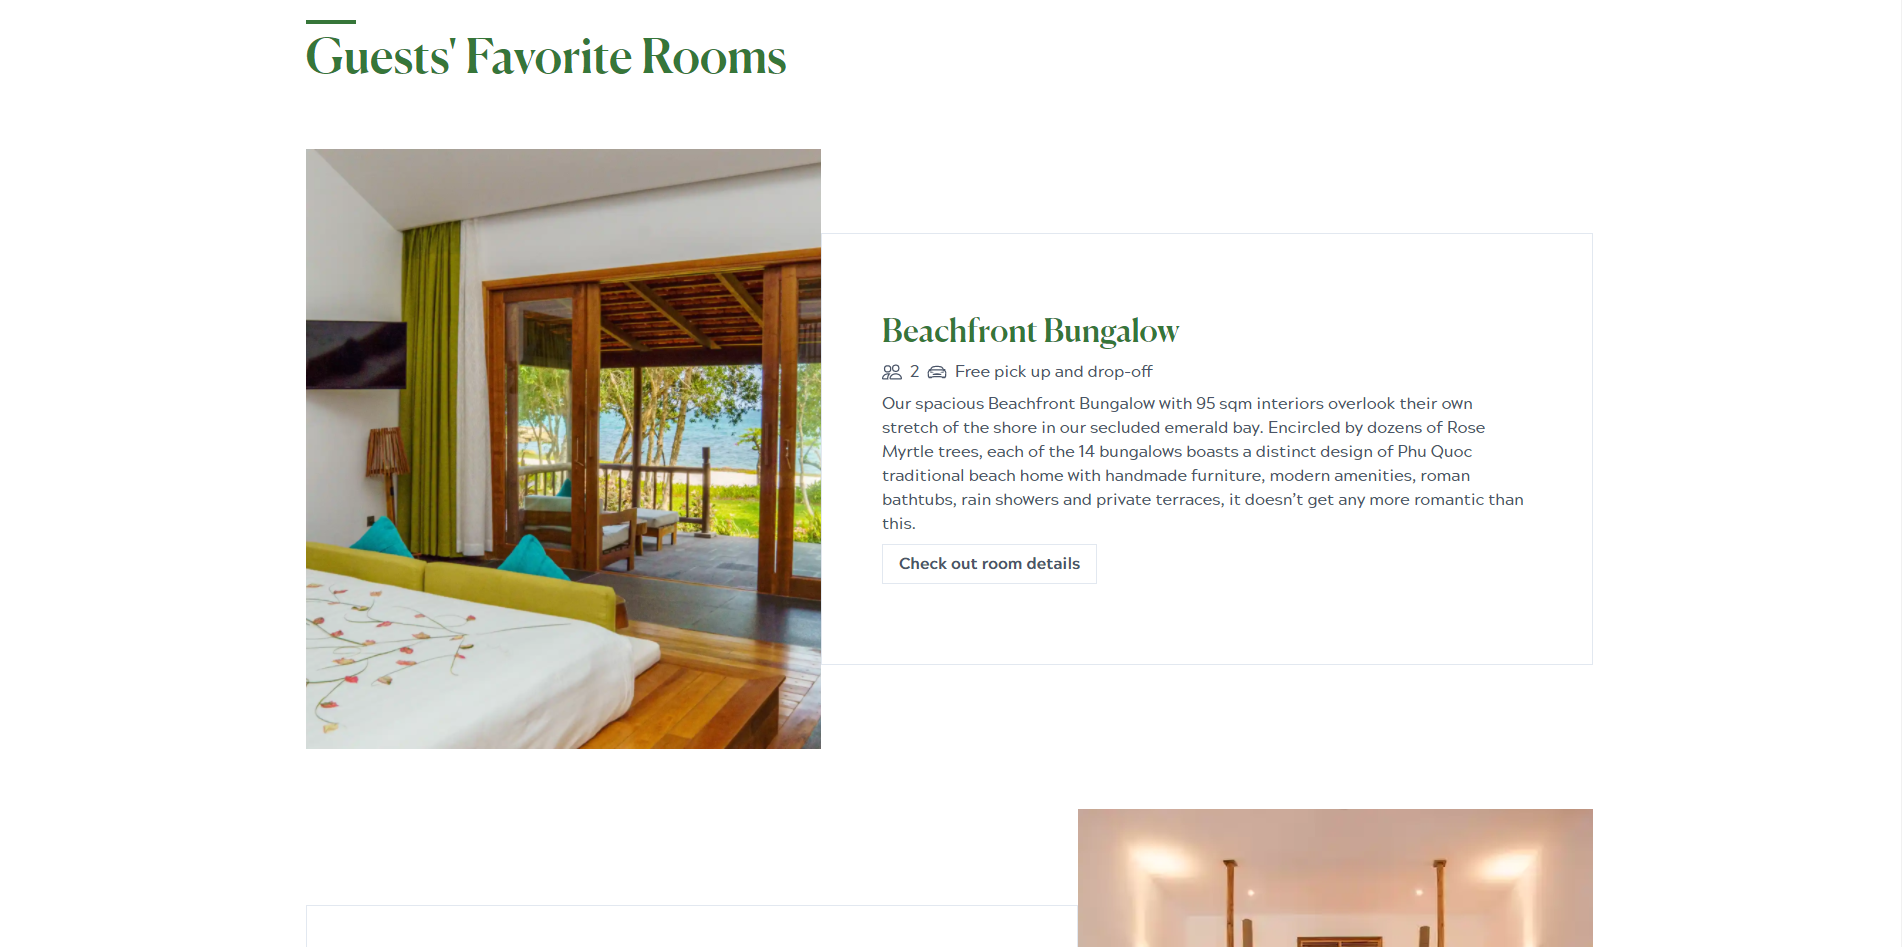 Guests' Favorite Rooms
Beachfront Bungalow
2 Free pick up and drop-off
Our spacious Beachfront Bungalow with 95 sqm interiors overlook their own
stretch of the shore in our secluded emerald bay. Encircled by dozens of Rose
Myrtle trees, each of the 14 bungalows boasts a distinct design of Phu Quoc
traditional beach home with handmade furniture, modern amenities, roman
bathtubs, rain showers and private terraces, it doesn’t get any more romantic than
this.
Check out room details